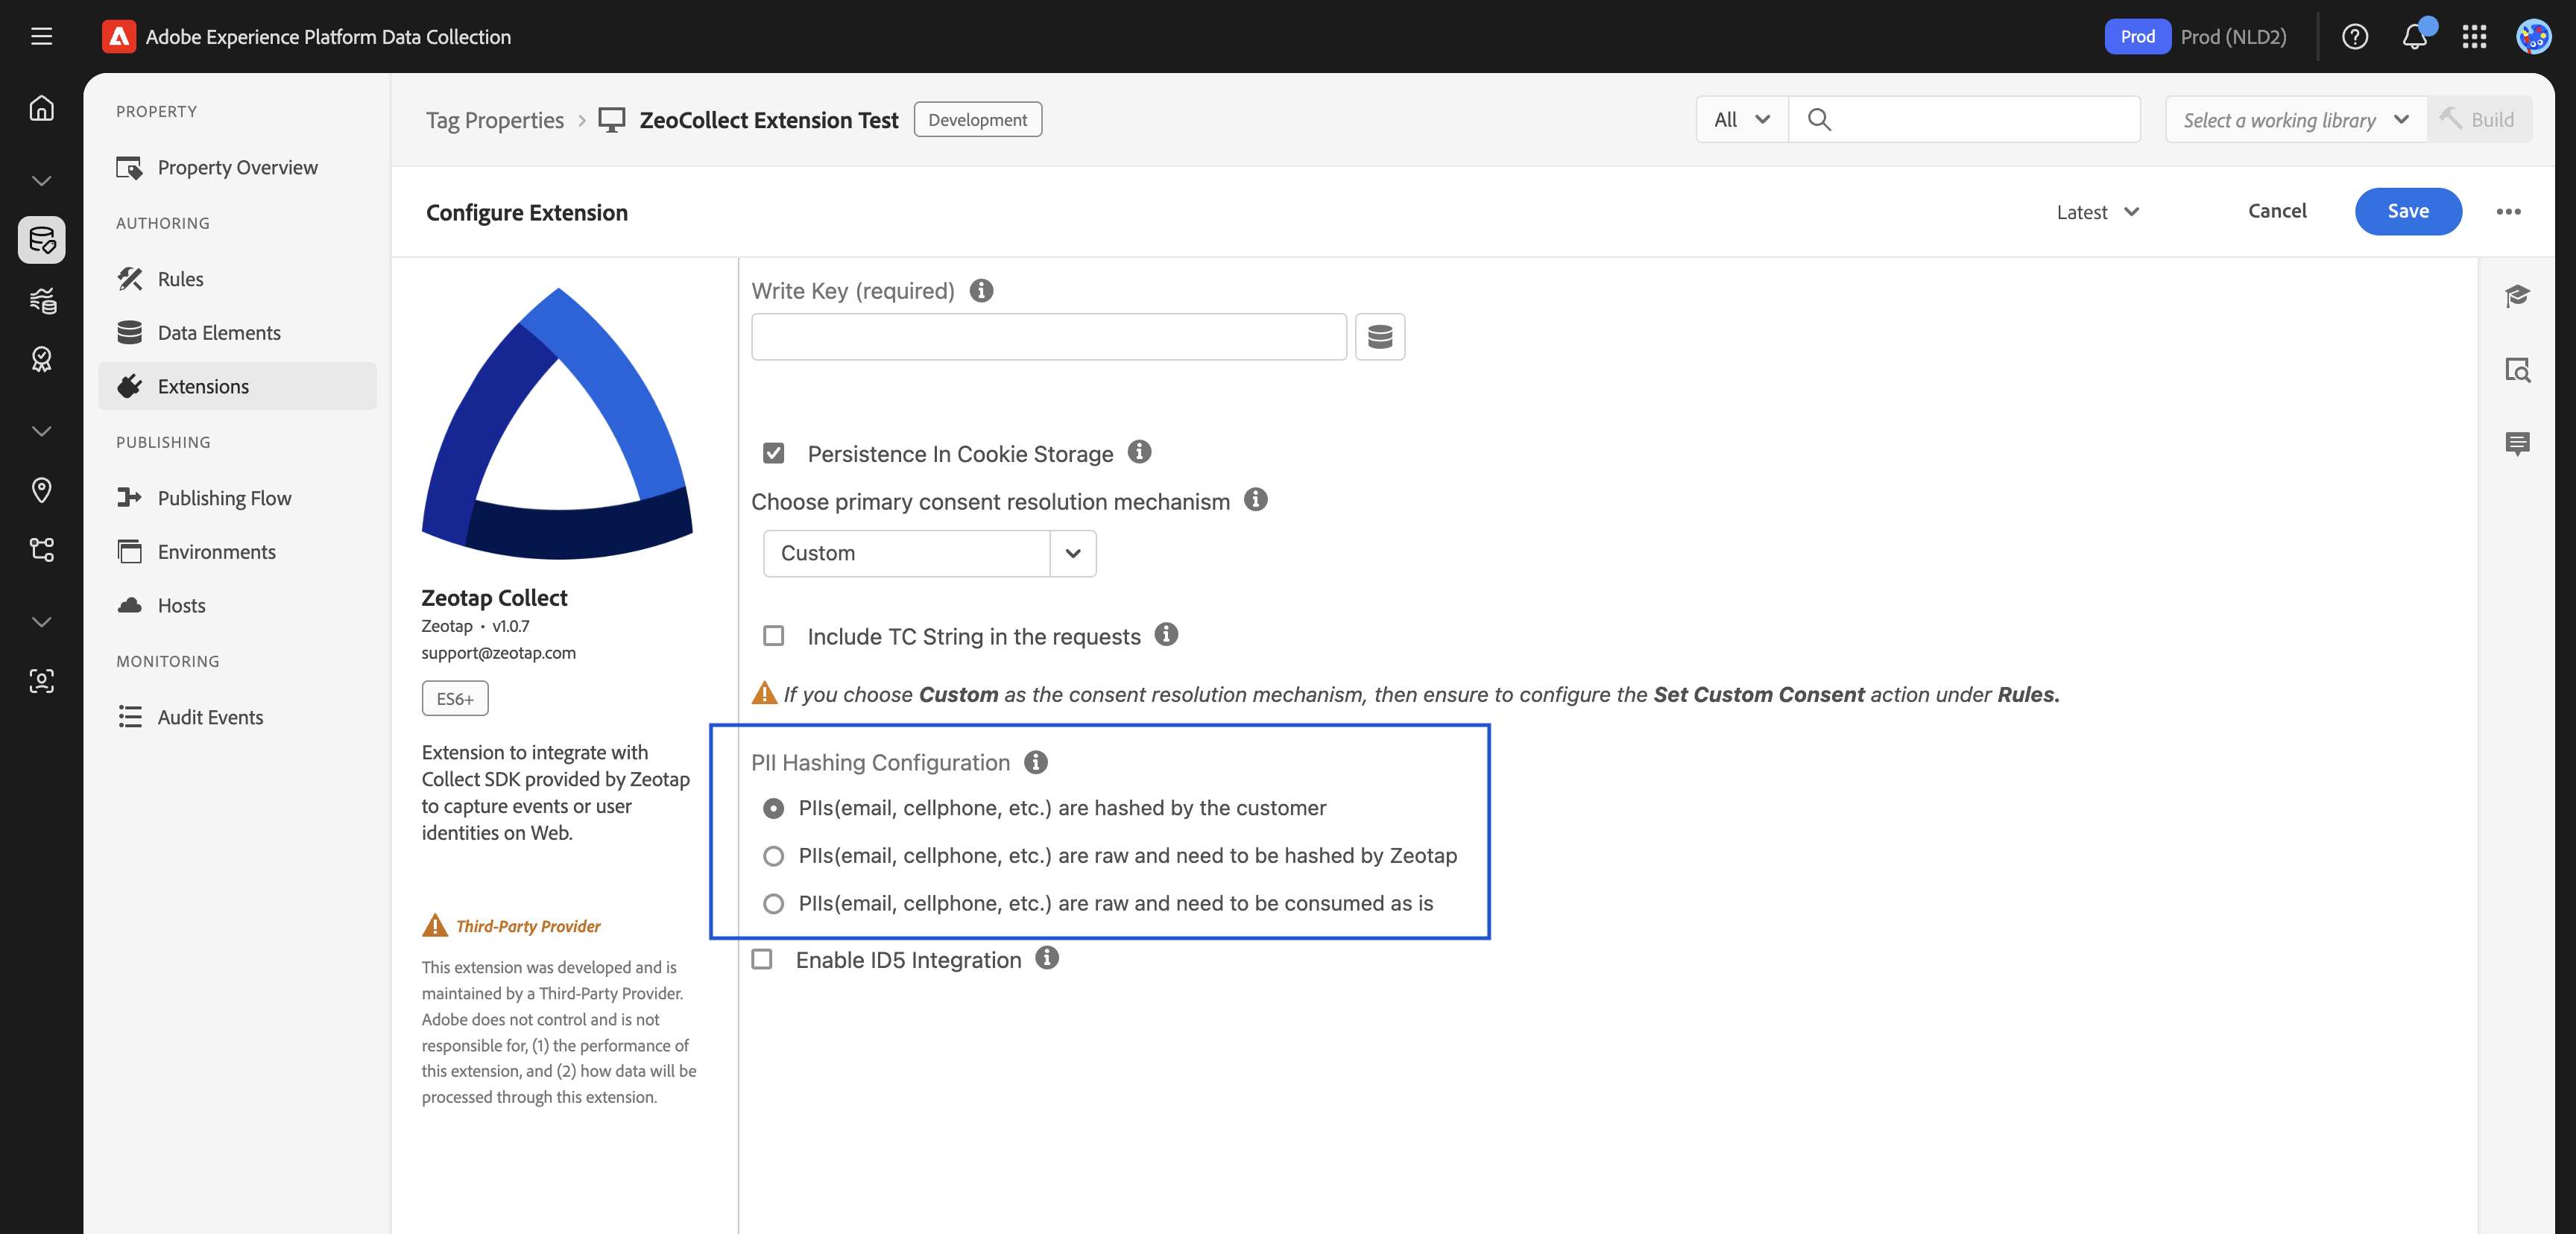 Adobe Experience Platform Data Collection
Prod
Prod (NLD2)
PROPERTY
Property Overview
AUTHORING
Rules
Data Elements
Extensions
PUBLISHING
Publishing Flow
Environments
Hosts
MONITORING
Audit Events
Tag Properties
ZeoCollect Extension Test
Development
All
Select a working library
Build
Configure Extension
Latest
Cancel
Save
Zeotap Collect
Zeotap • v1.0.7
support@zeotap.com
ES6+
Extension to integrate with
Collect SDK provided by Zeotap
to capture events or user
identities on Web.
Third-Party Provider
This extension was developed and is
maintained by a Third-Party Provider.
Adobe does not control and is not
responsible for, (1) the performance of
this extension, and (2) how data will be
processed through this extension.
Write Key (required)
Persistence In Cookie Storage
Choose primary consent resolution mechanism
Custom
Include TC String in the requests
If you choose Custom as the consent resolution mechanism, then ensure to configure the Set Custom Consent action under Rules.
PII Hashing Configuration
PIIs(email, cellphone, etc.) are hashed by the customer
PIIs(email, cellphone, etc.) are raw and need to be hashed by Zeotap
PIIs(email, cellphone, etc.) are raw and need to be consumed as is
Enable ID5 Integration